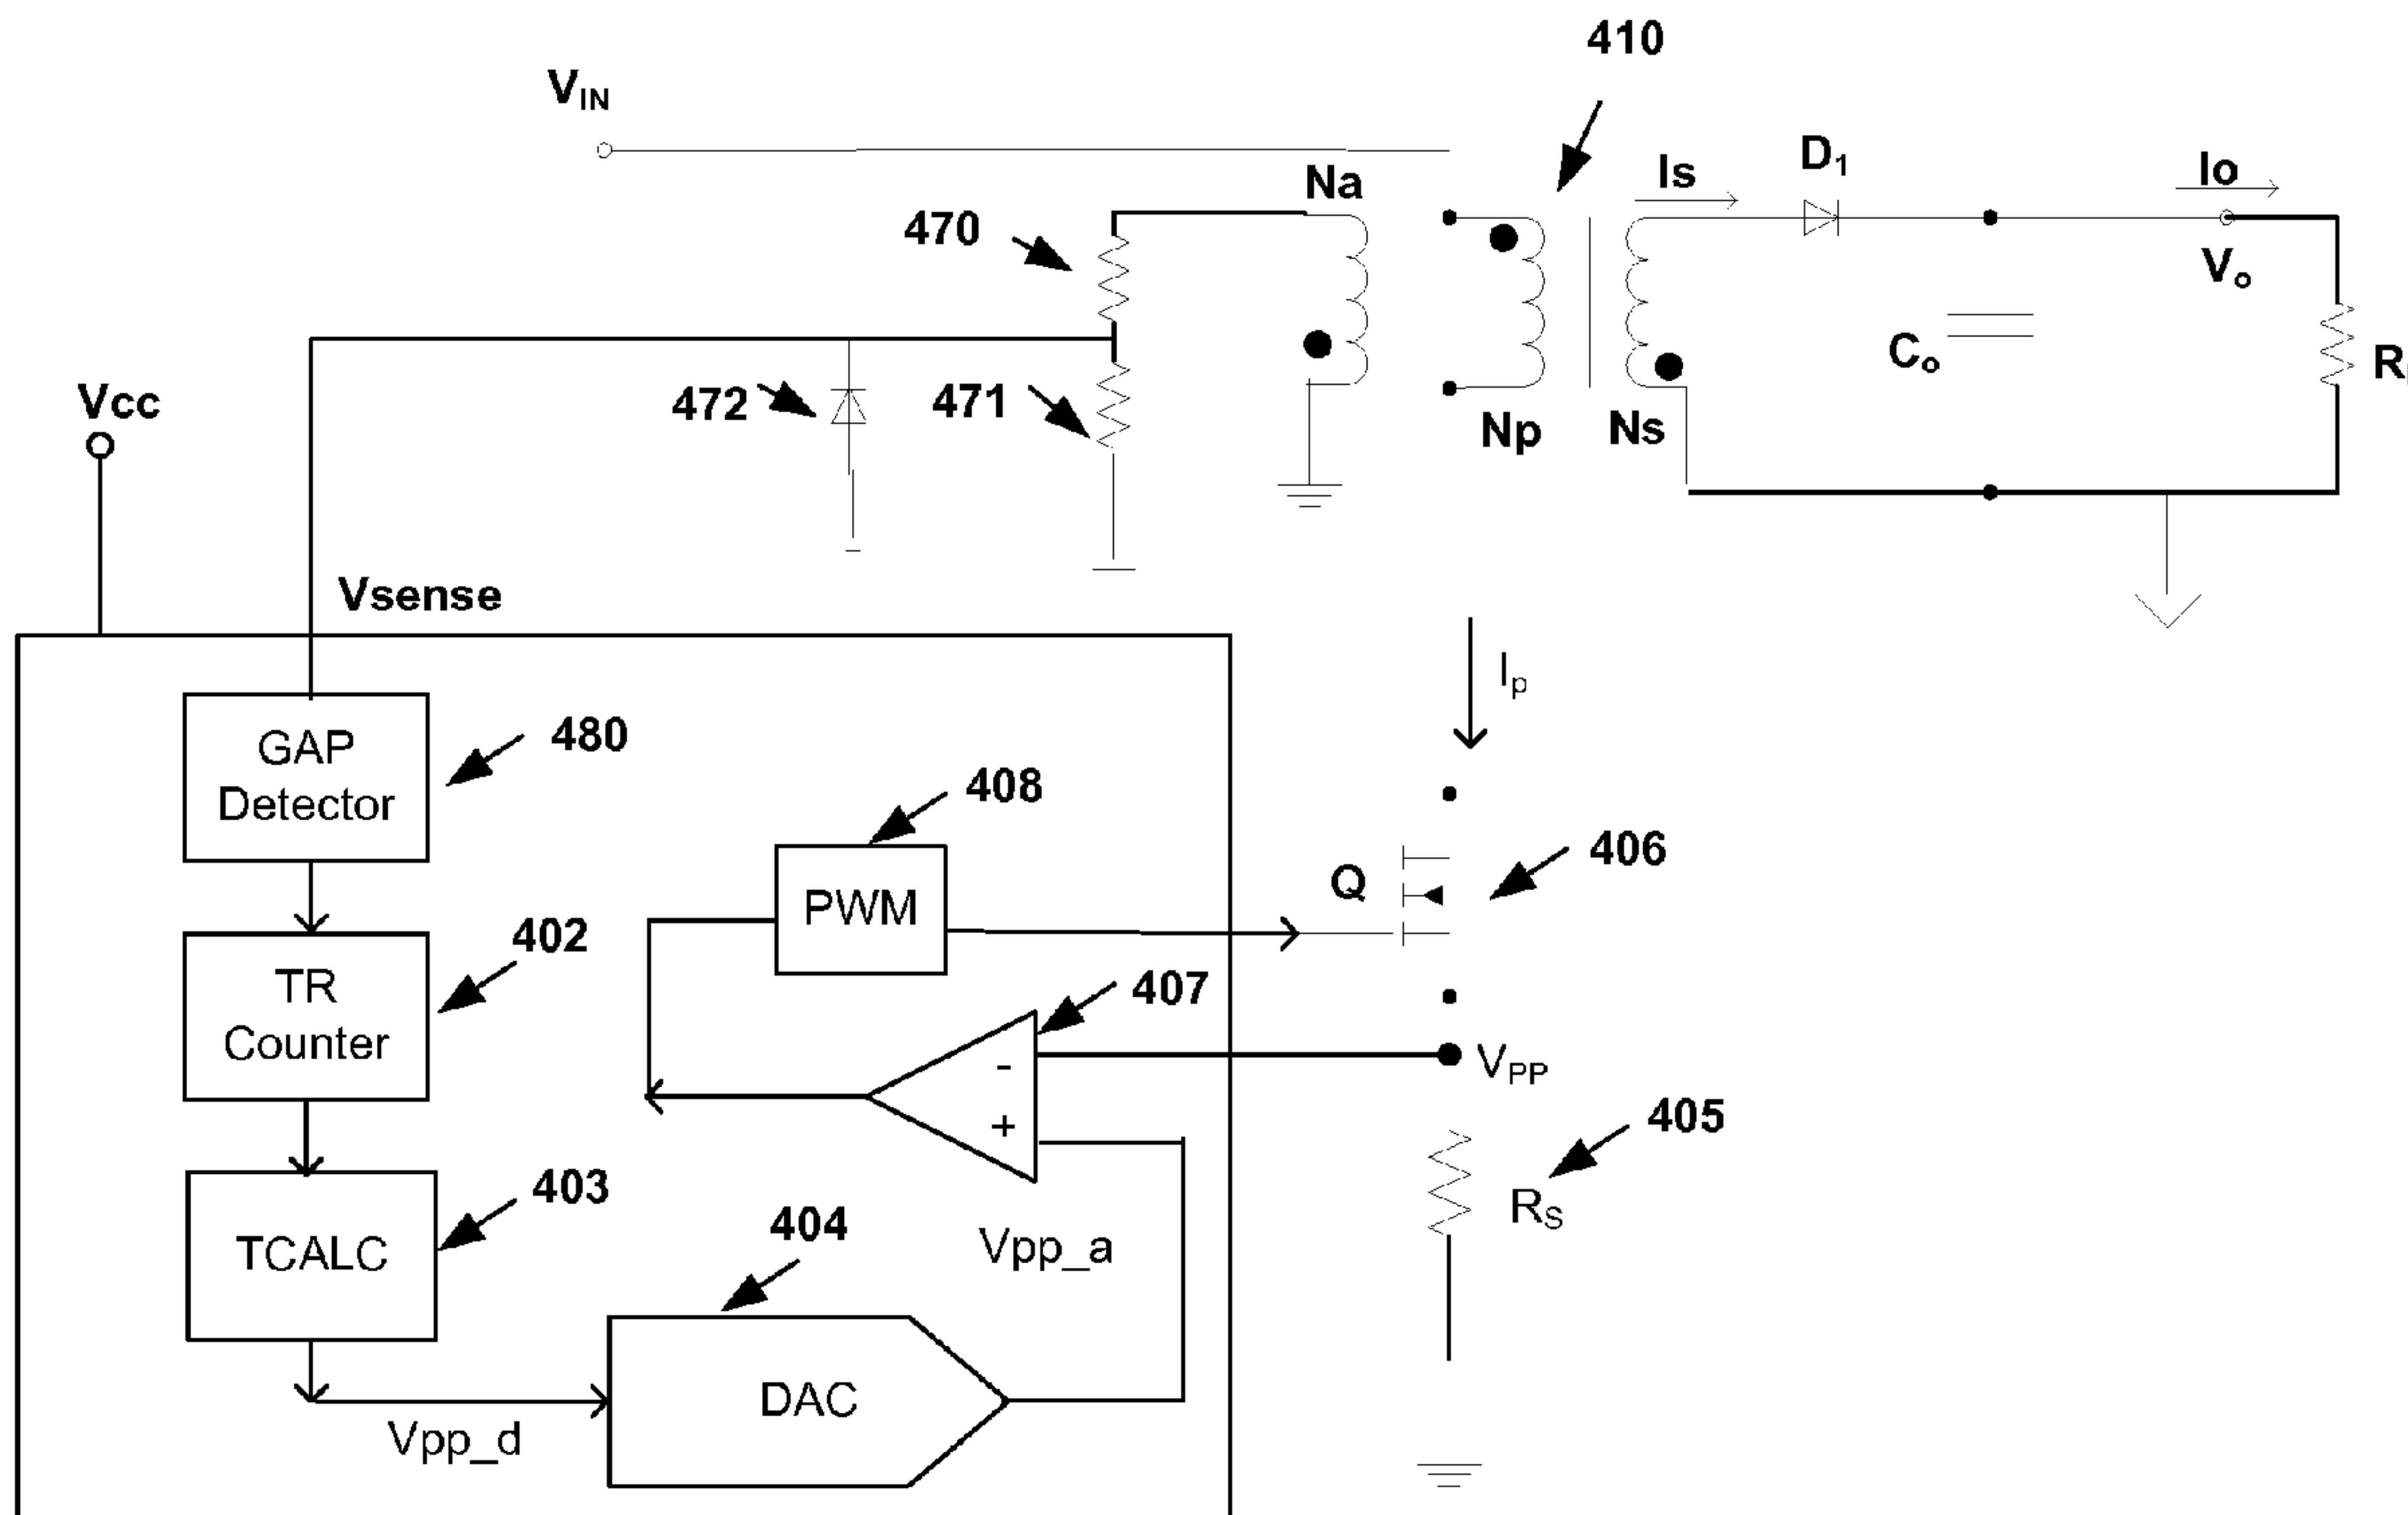 410
VIN
Na
Is
D1
Io
470
Vo
Vcc
472
471
Np
Ns
Co
R
Vsense
Ip
GAP
Detector
480
408
PWM
Q
406
402
TR
Counter
407
-
+
VPP
405
403
TCALC
404
Vpp_a
RS
DAC
Vpp_d